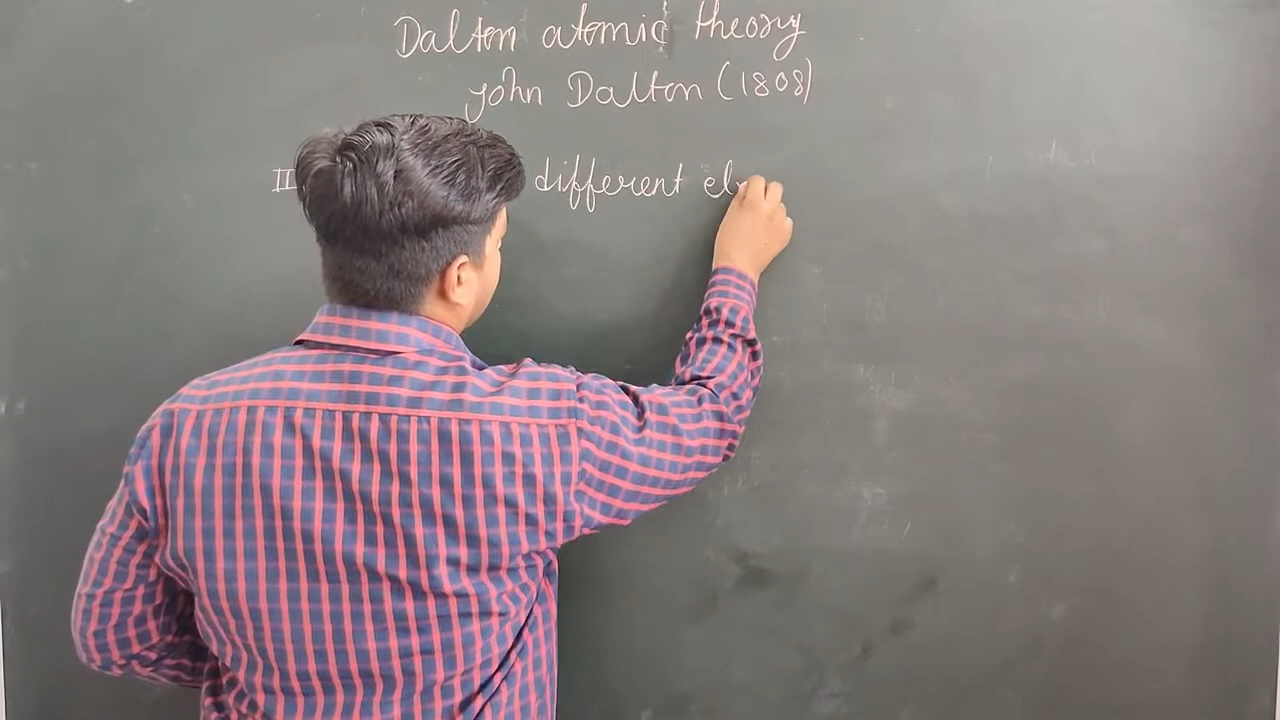 Dalton atomic theory
John Dalton (1808)
II different el